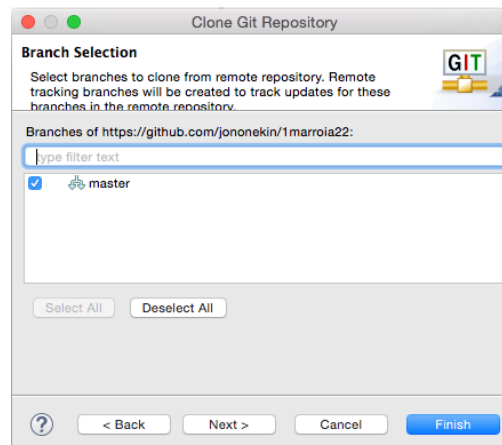 Clone Git Repository
Branch Selection
Select branches to clone from remote repository. Remote
tracking branches will be created to track updates for these
branches in the remote repository.
GIT
Branches of https://github.com/jononekin/1marroia22:
type filter text
master
Select All Deselect All
? < Back Next > Cancel Finish